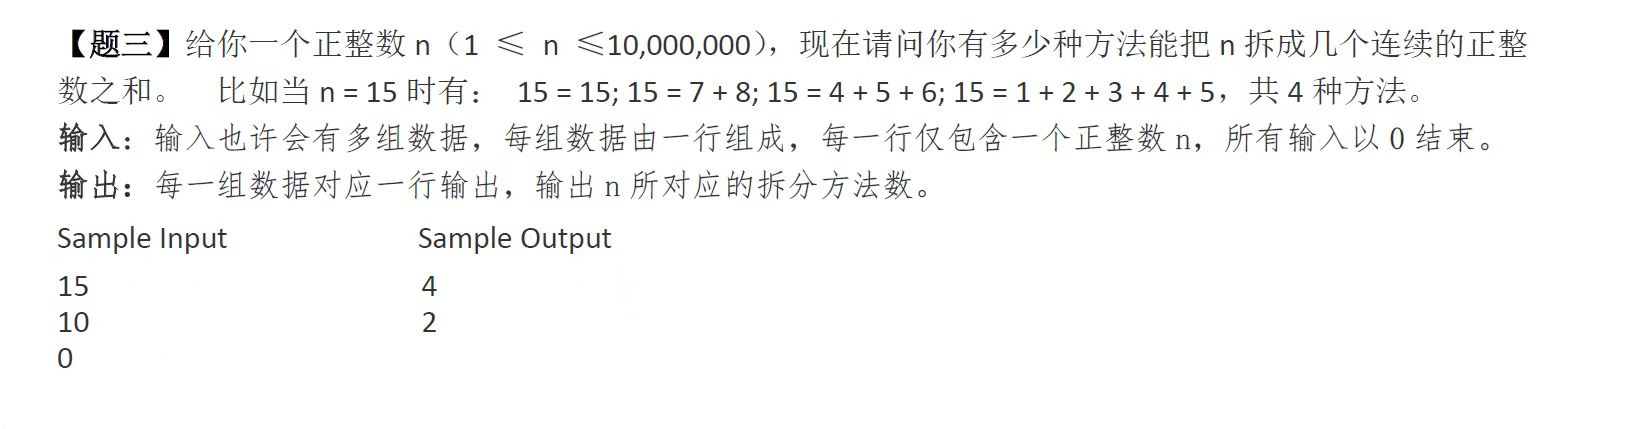 【题三】给你一个正整数 n（1 ≤ n ≤10,000,000），现在请问你有多少种方法能把 n 拆成几个连续的正整
数之和。 比如当 n = 15 时有： 15 = 15; 15 = 7 + 8; 15 = 4 + 5 + 6; 15 = 1 + 2 + 3 + 4 + 5，共 4 种方法。
输入：输入也许会有多组数据，每组数据由一行组成，每一行仅包含一个正整数 n，所有输入以 0 结束。
输出：每一组数据对应一行输出，输出 n 所对应的拆分方法数。
Sample Input Sample Output
15 4
10 2
0